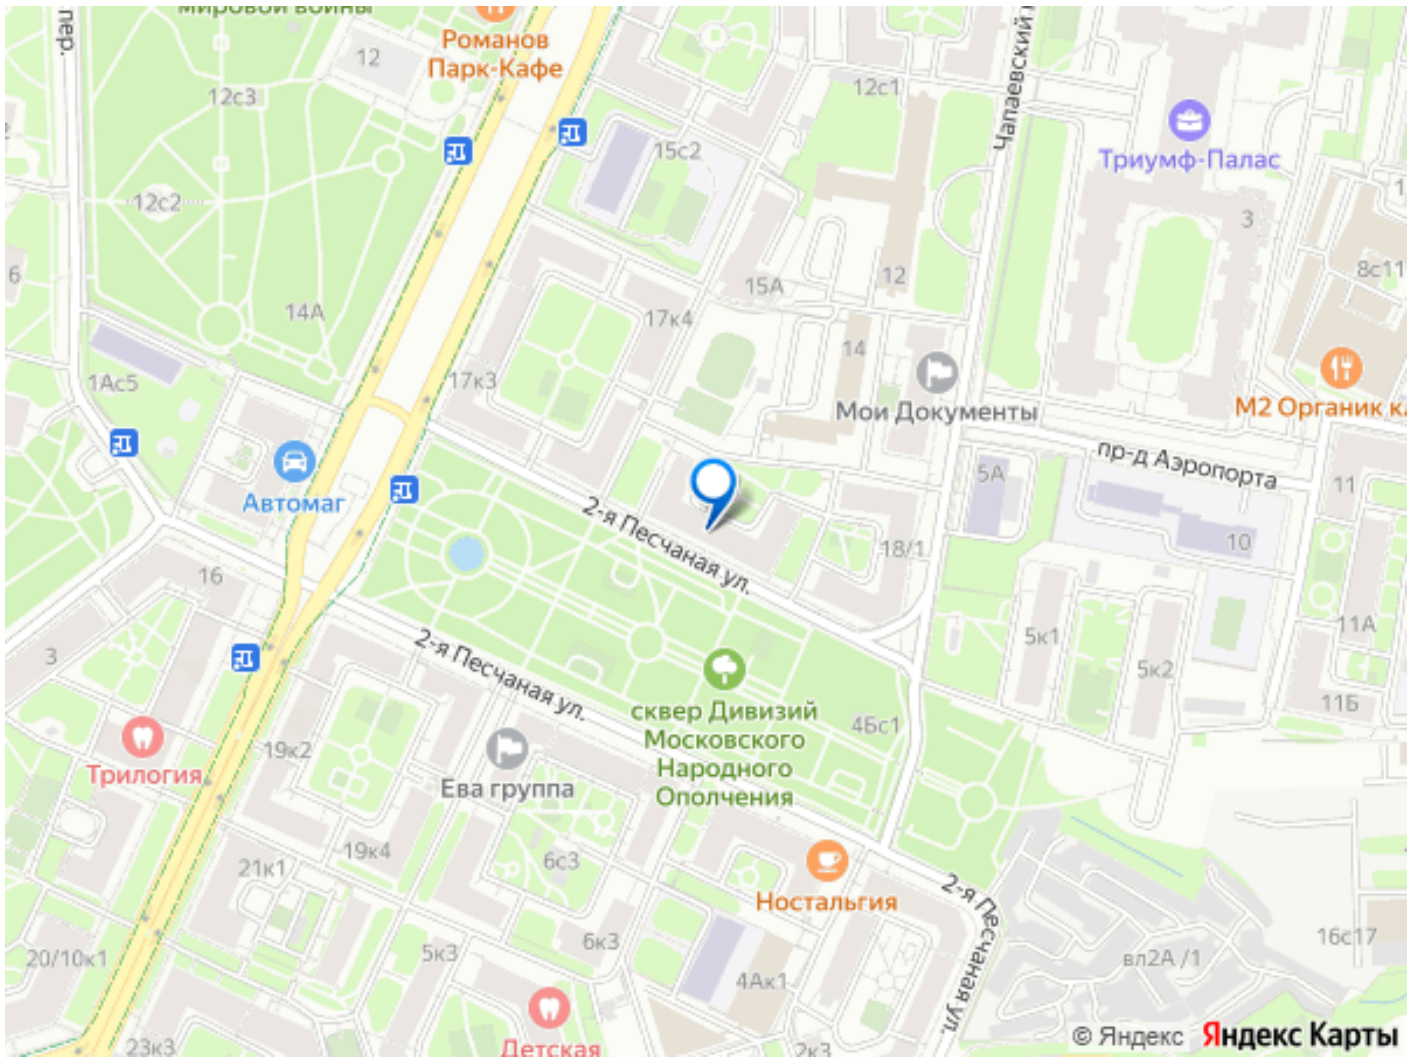 мировой войны
Романов
Парк-Кафе
пер.
12
12с3
12с1
Чапаевский
15с2
Триумф-Палас
12с2
3
6
12
8с11
15А
14А
17к4
14
1Ас5
17к3
Мои Документы
М2 Органик к
пр-д Аэропорта
Автомаг
5А
11
2-я Песчаная ул.
10
18/1
16
11А
3
2-я Песчаная ул.
5к1
5к2
11Б
сквер Дивизий
Московского
Народного
Ополчения
4Бс1
19к2
Трилогия
Ева группа
19к4
6с3
21к1
Ностальгия
2-я Песчаная ул.
20/10к1
5к3
6к3
16с17
вл2А /1
4Ак1
23к3
Детская
2к3
© Яндекс
Яндекс Карты